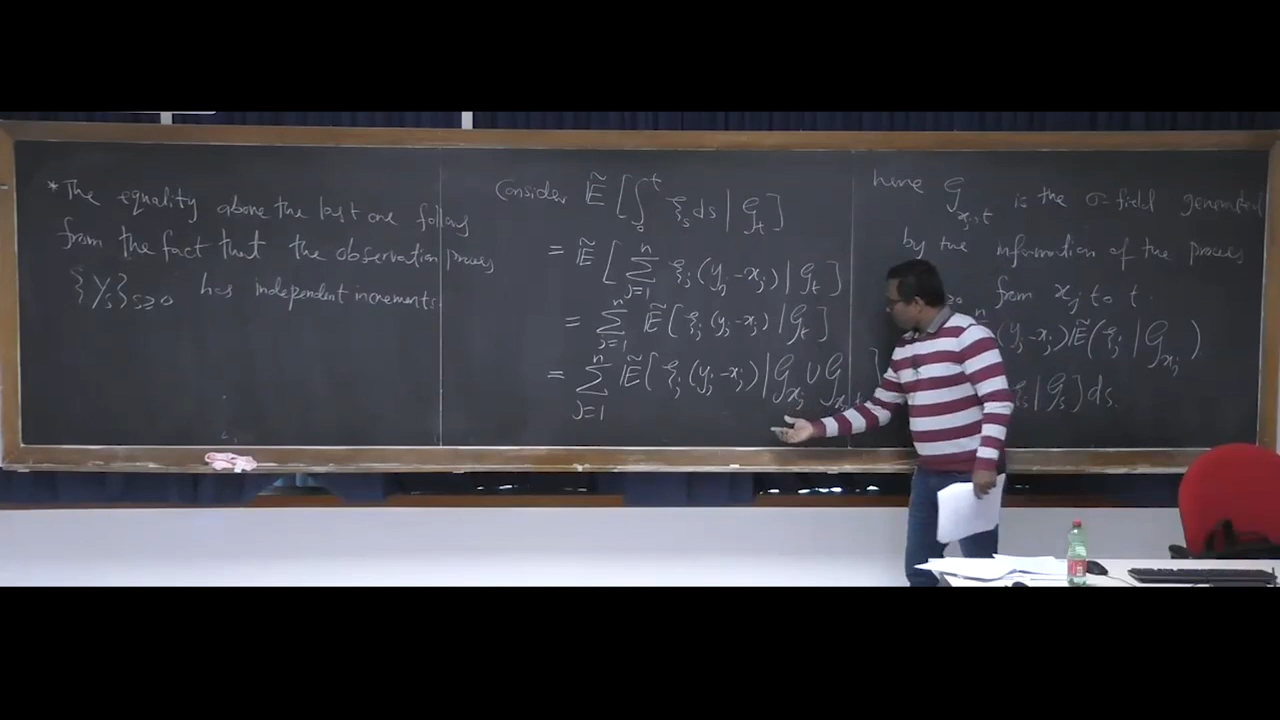 * The equality above the last one follows
from the fact that the observation process
{Y_s}_{s≥0} has independent increments.
Consider Ẽ[∫_0^t ξ_s ds | 𝒢_t]
= Ẽ[∑_{j=1}^n ξ_j (y_j - x_j) | 𝒢_t]
= ∑_{j=1}^n Ẽ[ξ_j (y_j - x_j) | 𝒢_t]
= ∑_{j=1}^n Ẽ[ξ_j (y_j - x_j) | 𝒢_{x_j} ∪ 𝒢_{x_j,t}]
here 𝒢_{x_j,t} is the σ-field generated
by the information of the process
from x_j to t.
(y_j - x_j) Ẽ(ξ_j | 𝒢_{x_j})
| 𝒢_s] ds.